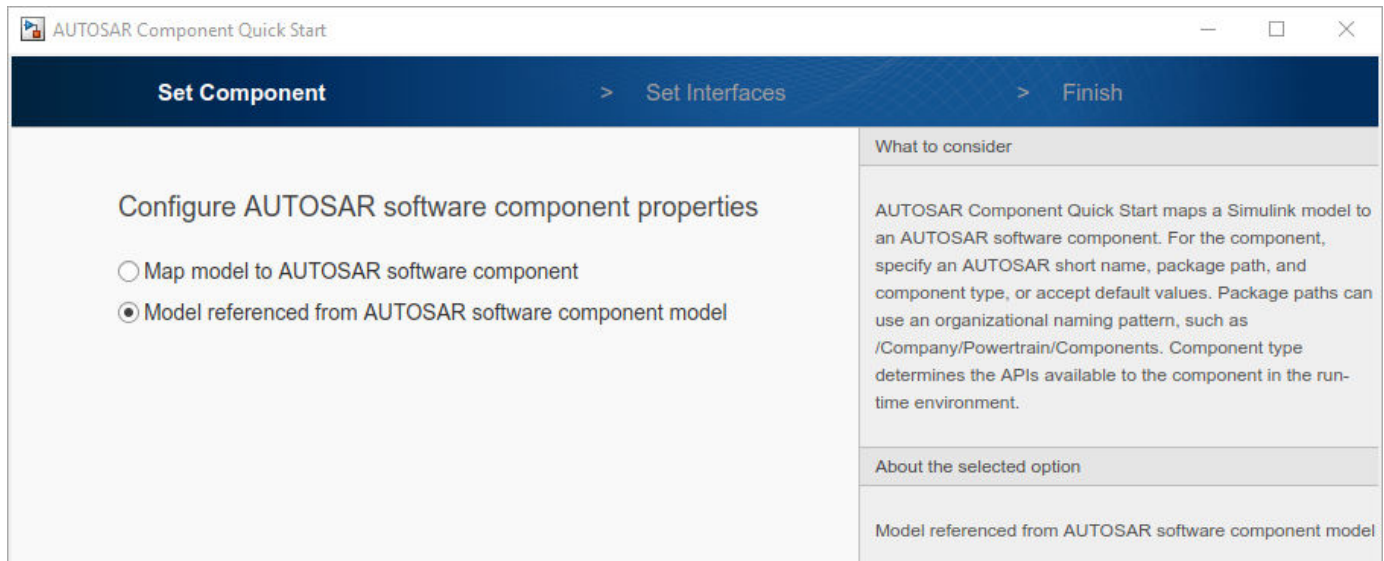 AUTOSAR Component Quick Start
Set Component > Set Interfaces > Finish
Configure AUTOSAR software component properties
Map model to AUTOSAR software component
Model referenced from AUTOSAR software component model
What to consider
AUTOSAR Component Quick Start maps a Simulink model to
an AUTOSAR software component. For the component,
specify an AUTOSAR short name, package path, and
component type, or accept default values. Package paths can
use an organizational naming pattern, such as
/Company/Powertrain/Components. Component type
determines the APIs available to the component in the run-
time environment.
About the selected option
Model referenced from AUTOSAR software component model